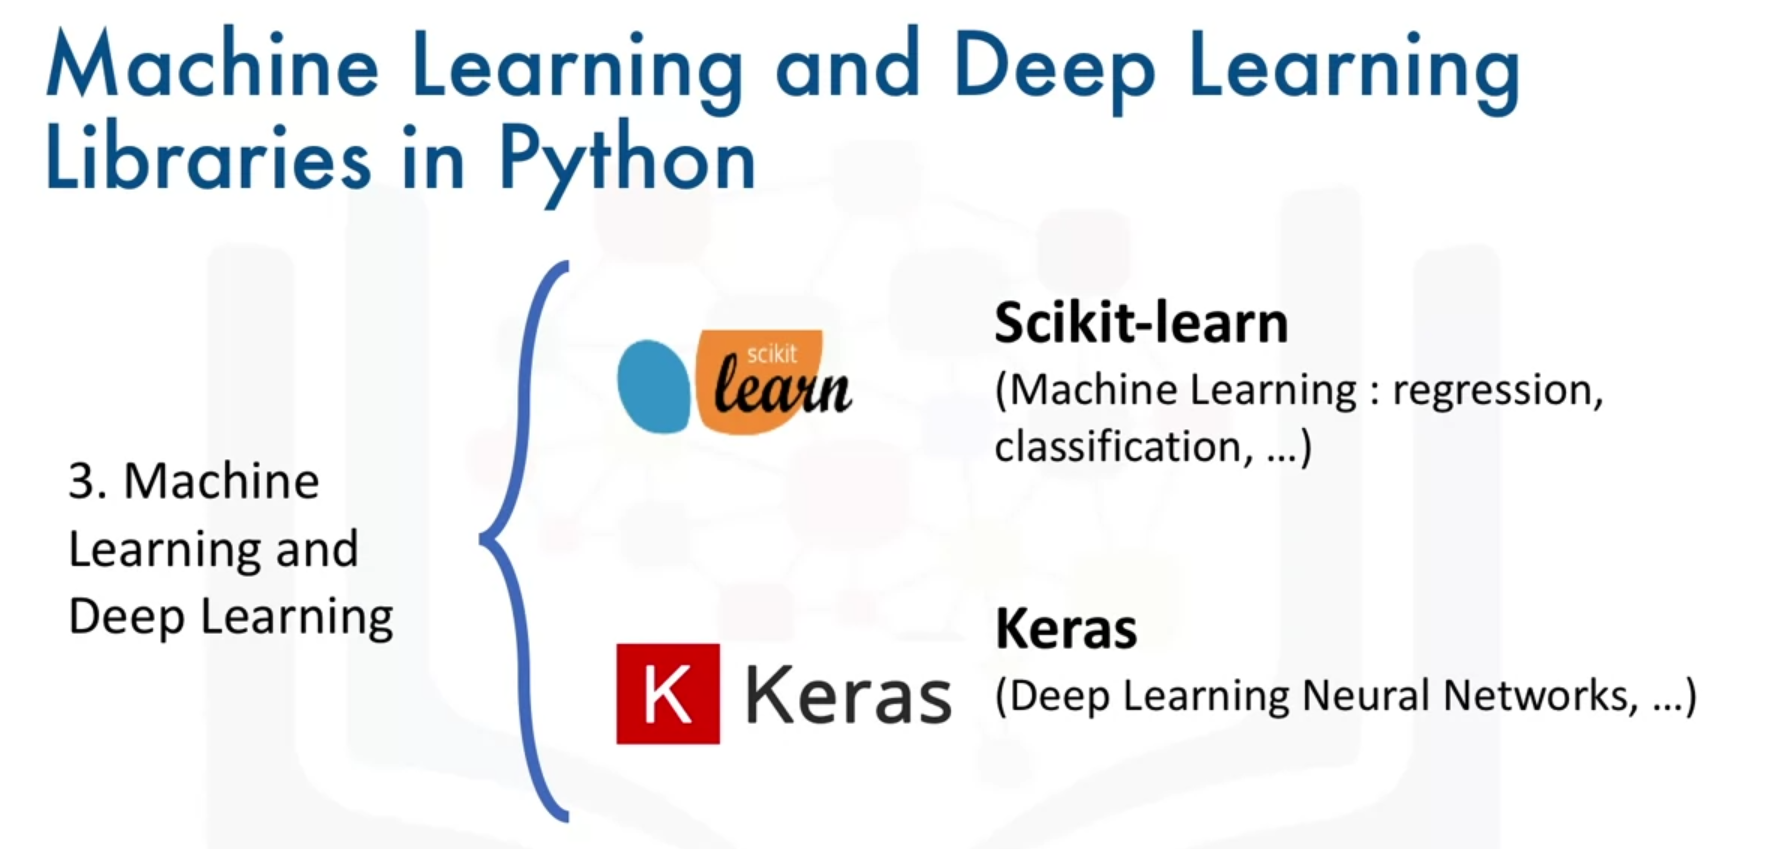 Machine Learning and Deep Learning
Libraries in Python
3. Machine
Learning and
Deep Learning
scikit
learn
Scikit-learn
(Machine Learning : regression,
classification, ...)
K Keras
Keras
(Deep Learning Neural Networks, ...)